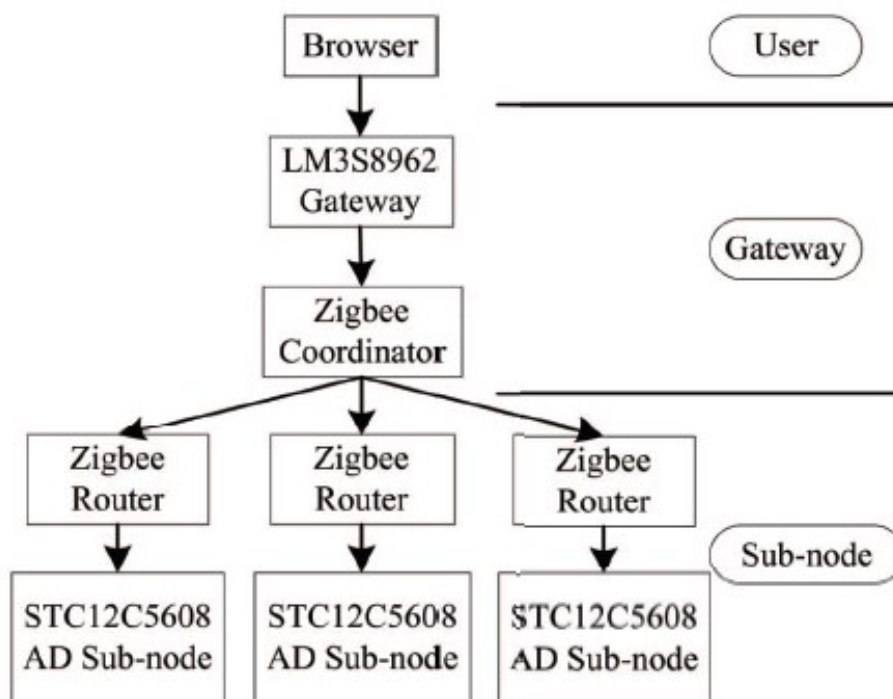 Browser
User
LM3S8962
Gateway
Gateway
Zigbee
Coordinator
Zigbee
Router
Zigbee
Router
Zigbee
Router
Sub-node
STC12C5608
AD Sub-node
STC12C5608
AD Sub-node
STC12C5608
AD Sub-node